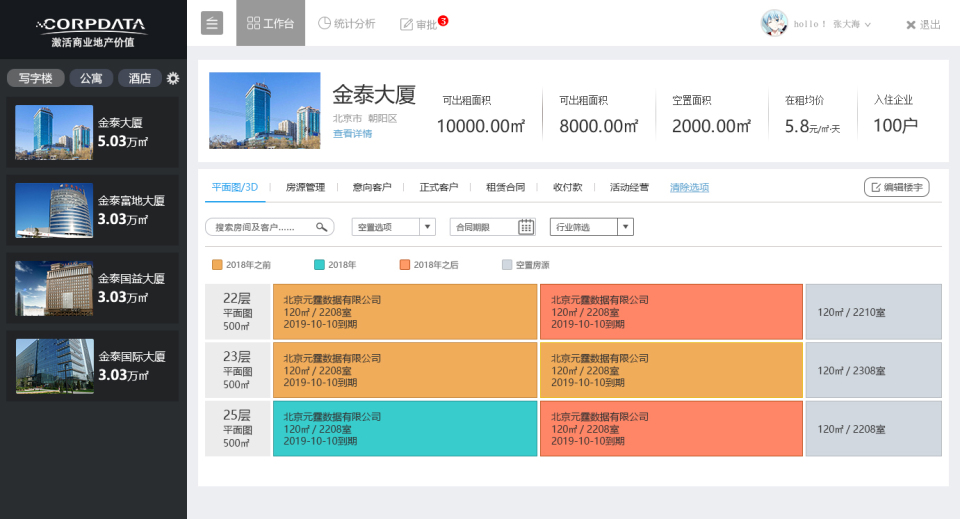 CORPDATA
激活商业地产价值
工作台
统计分析
审批
3
hollo！ 张大海
退出
写字楼
公寓
酒店
金泰大厦
5.03万㎡
金泰富地大厦
3.03万㎡
金泰国益大厦
3.03万㎡
金泰国际大厦
3.03万㎡
金泰大厦
北京市 朝阳区
查看详情
可出租面积
10000.00㎡
可出租面积
8000.00㎡
空置面积
2000.00㎡
在租均价
5.8元/㎡·天
入住企业
100户
平面图/3D
房源管理
意向客户
正式客户
租赁合同
收付款
活动经营
清除选项
编辑楼宇
搜索房间及客户……
空置选项
合同期限
行业筛选
2018年之前
2018年
2018年之后
空置房源
22层
平面图
500㎡
北京元霾数据有限公司
120㎡ / 2208室
2019-10-10到期
北京元霾数据有限公司
120㎡ / 2208室
2019-10-10到期
120㎡ / 2210室
23层
平面图
500㎡
北京元霾数据有限公司
120㎡ / 2208室
2019-10-10到期
北京元霾数据有限公司
120㎡ / 2208室
2019-10-10到期
120㎡ / 2308室
25层
平面图
500㎡
北京元霾数据有限公司
120㎡ / 2208室
2019-10-10到期
北京元霾数据有限公司
120㎡ / 2208室
2019-10-10到期
120㎡ / 2208室